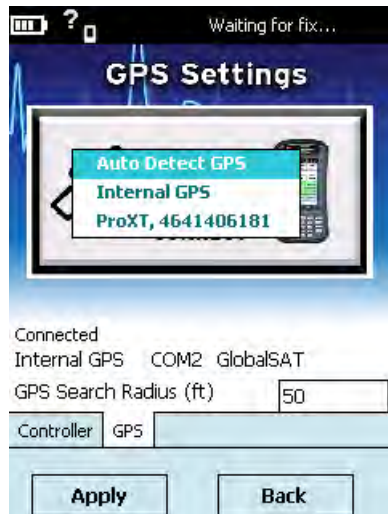 ? Waiting for fix...
GPS Settings
Auto Detect GPS
Internal GPS
ProXT, 4641406181
Connected
Internal GPS COM2 GlobalSAT
GPS Search Radius (ft) 50
Controller GPS
Apply Back